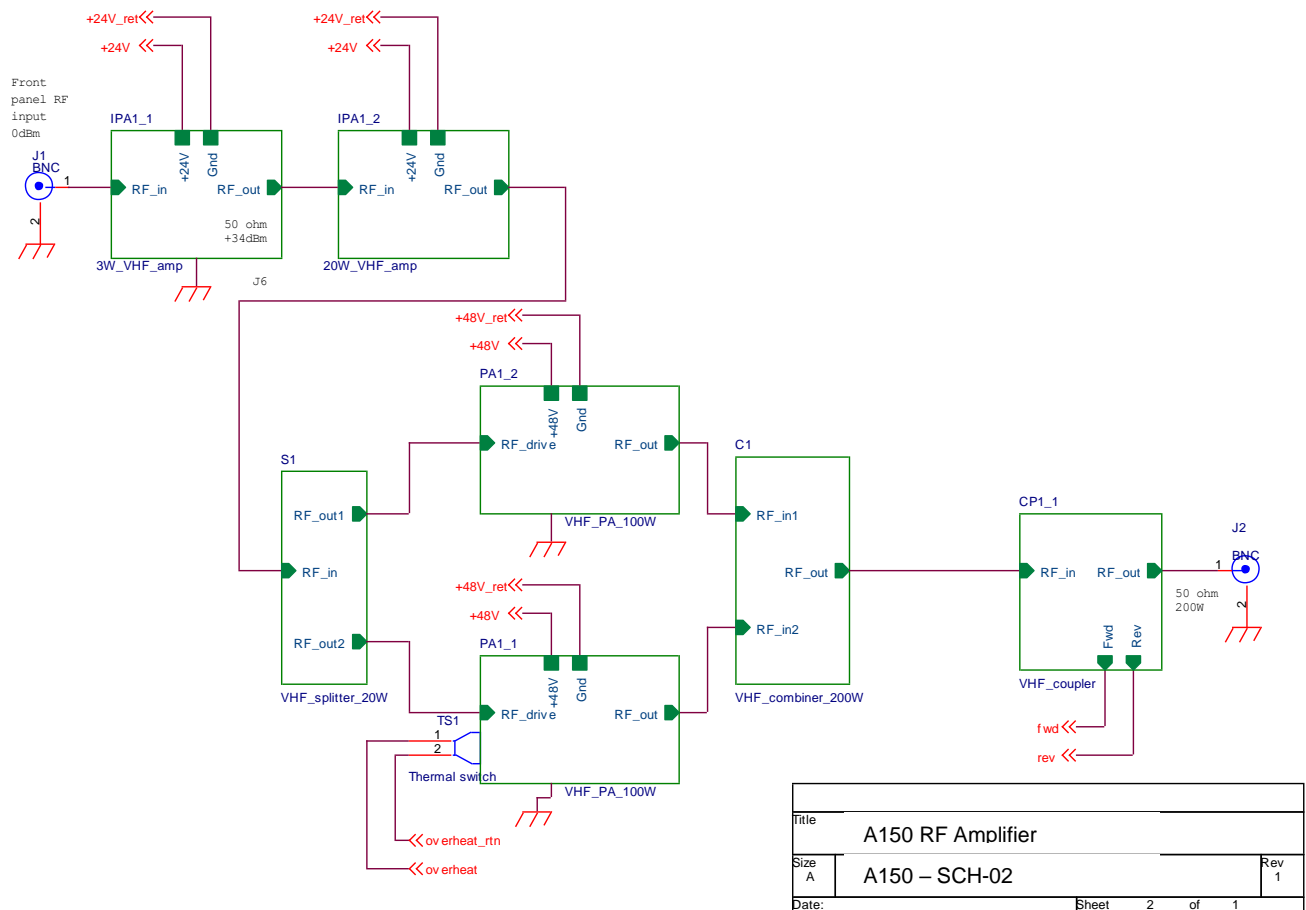 +24V_ret
+24V
+24V_ret
+24V
Front
panel RF
input
0dBm
J1
BNC
1
2
IPA1_1
+24V
Gnd
RF_in
RF_out
50 ohm
+34dBm
3W_VHF_amp
J6
IPA1_2
+24V
Gnd
RF_in
RF_out
20W_VHF_amp
+48V_ret
+48V
PA1_2
+48V
Gnd
RF_drive
RF_out
VHF_PA_100W
S1
RF_out1
RF_in
RF_out2
VHF_splitter_20W
+48V_ret
+48V
PA1_1
+48V
Gnd
RF_drive
RF_out
VHF_PA_100W
TS1
1
2
Thermal switch
overheat_rtn
overheat
C1
RF_in1
RF_out
RF_in2
VHF_combiner_200W
CP1_1
RF_in
RF_out
Fwd
Rev
VHF_coupler
fwd
rev
J2
BNC
1
2
50 ohm
200W
Title
A150 RF Amplifier
Size
A
A150 – SCH-02
Rev
1
Date:
Sheet 2 of 1